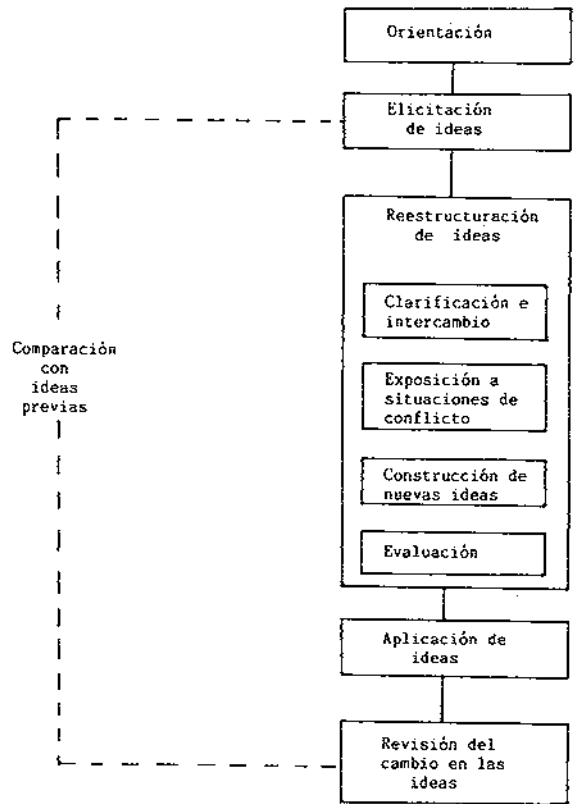 Orientación
Elicitación
de ideas
Reestructuración
de ideas
Clarificación e
intercambio
Exposición a
situaciones de
conflicto
Construcción de
nuevas ideas
Evaluación
Comparación
con
ideas
previas
Aplicación de
ideas
Revisión del
cambio en las
ideas